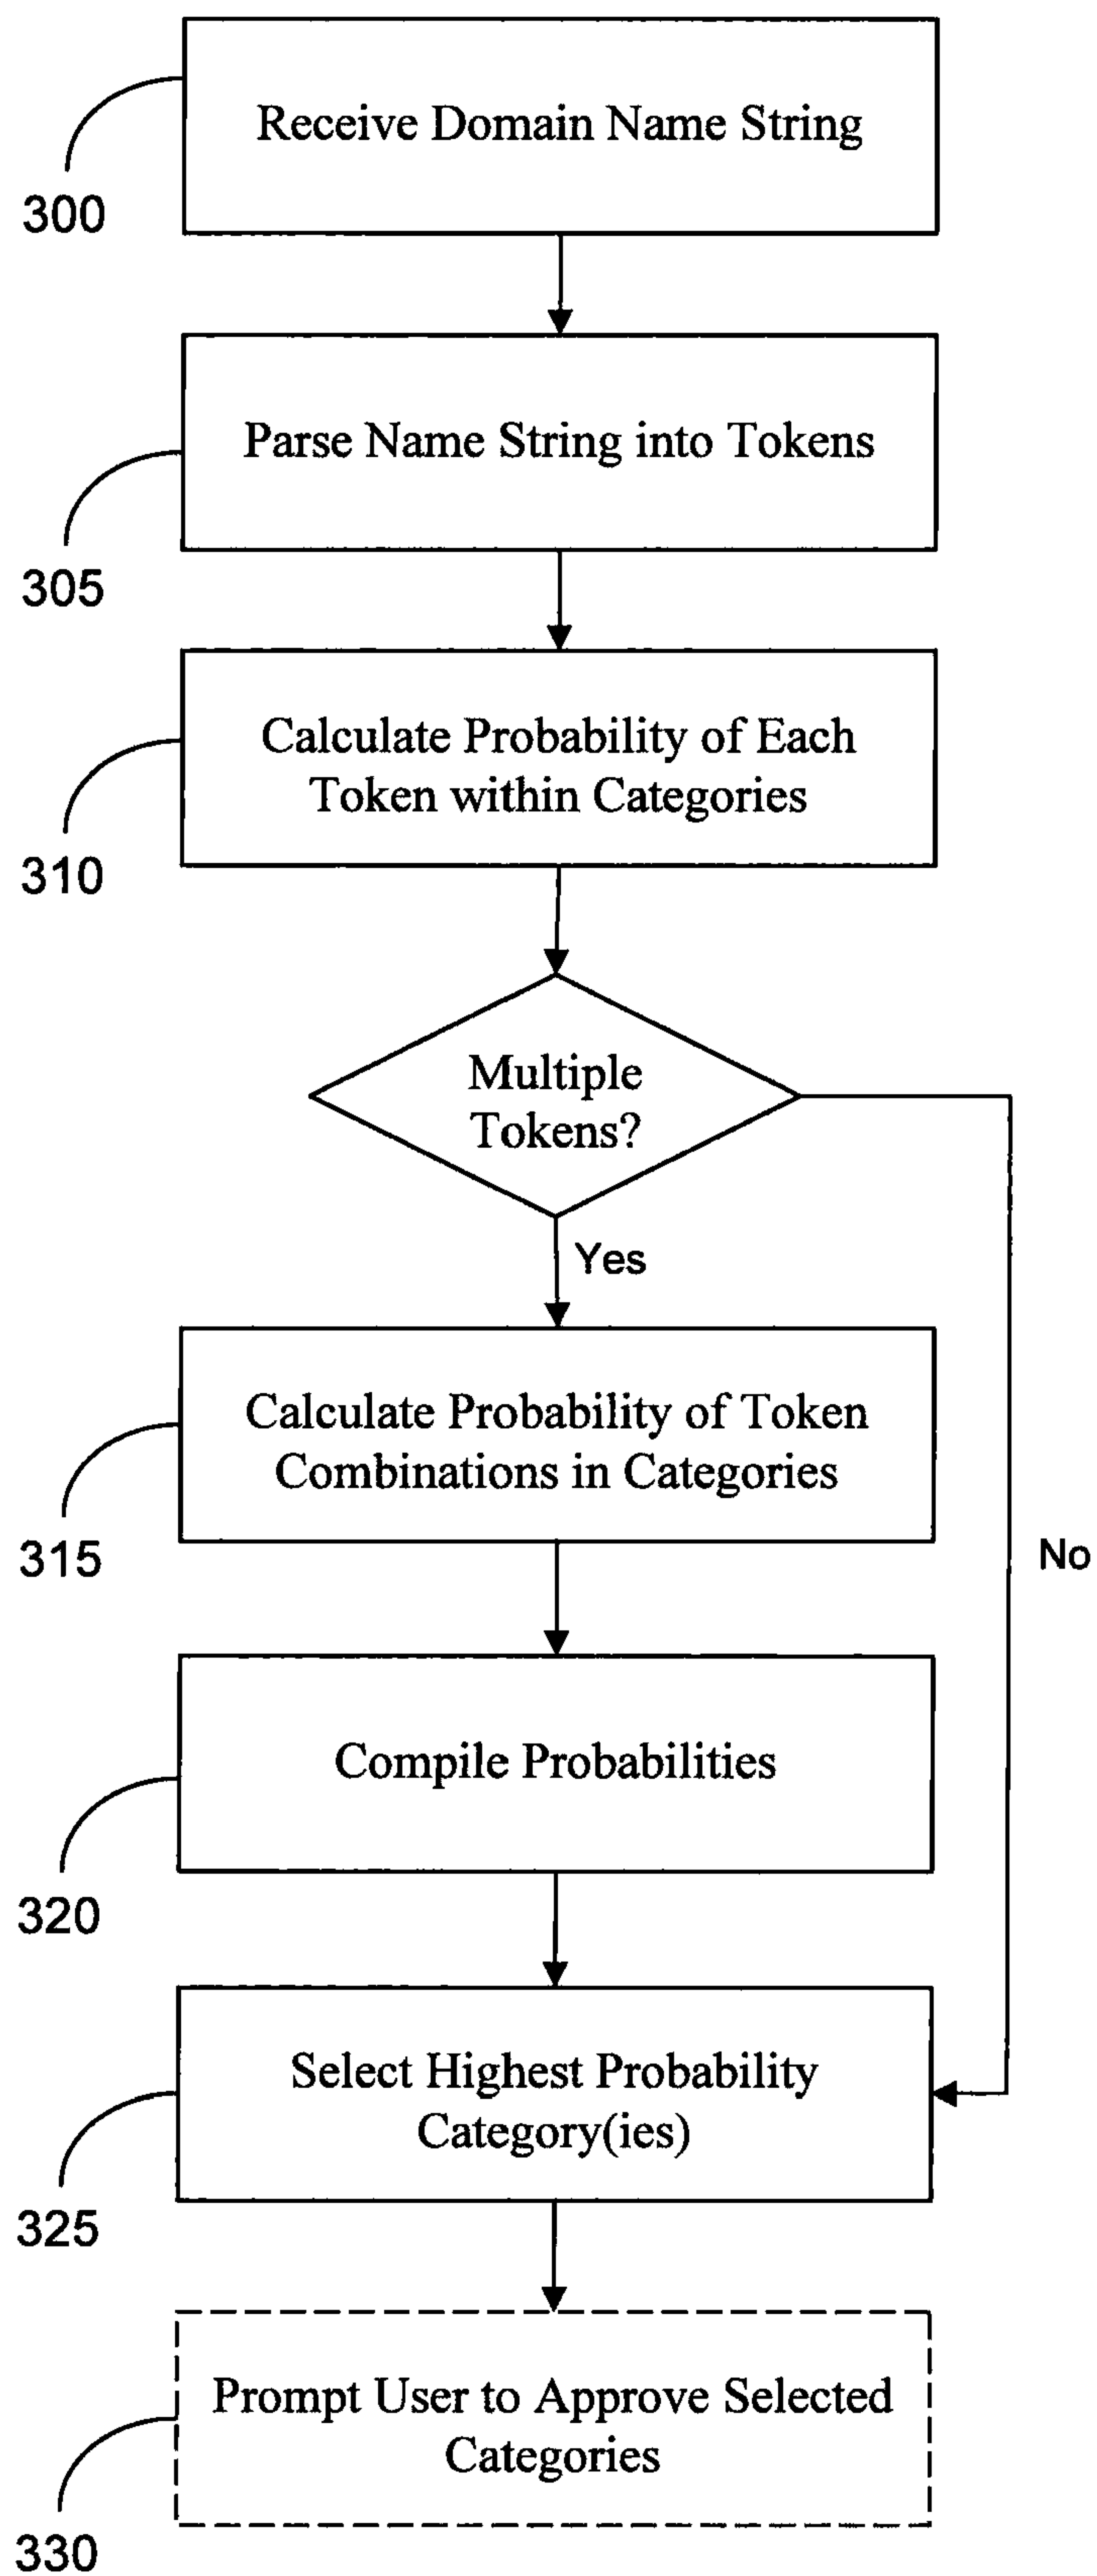 Receive Domain Name String
300
Parse Name String into Tokens
305
Calculate Probability of Each
Token within Categories
310
Multiple
Tokens?
Yes
Calculate Probability of Token
Combinations in Categories
315
No
Compile Probabilities
320
Select Highest Probability
Category(ies)
325
Prompt User to Approve Selected
Categories
330